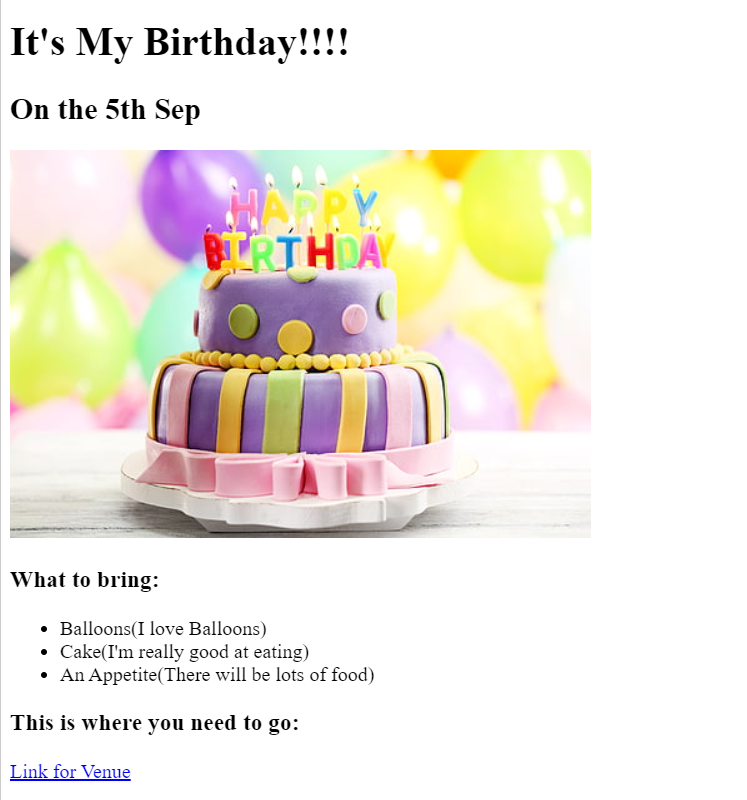 It's My Birthday!!!!
On the 5th Sep
HAPPY
BIRTHDAY
What to bring:
Balloons(I love Balloons)
Cake(I'm really good at eating)
An Appetite(There will be lots of food)
This is where you need to go:
Link for Venue